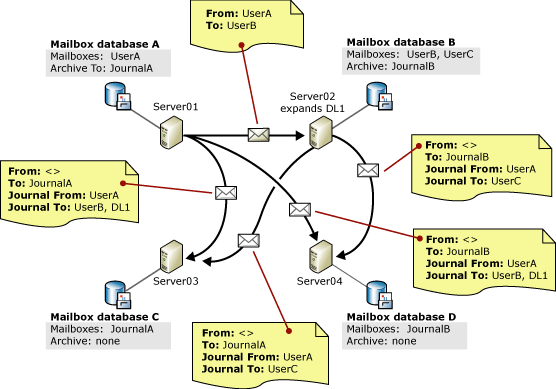 From: UserA
To: UserB
Mailbox database A
Mailboxes: UserA
Archive To: JournalA
Mailbox database B
Mailboxes: UserB, UserC
Archive: JournalB
Server01
Server02
expands DL1
From: <>
To: JournalB
Journal From: UserA
Journal To: UserC
From: <>
To: JournalA
Journal From: UserA
Journal To: UserB, DL1
From: <>
To: JournalB
Journal From: UserA
Journal To: UserB, DL1
Server03
Server04
Mailbox database C
Mailboxes: JournalA
Archive: none
From: <>
To: JournalA
Journal From: UserA
Journal To: UserC
Mailbox database D
Mailboxes: JournalB
Archive: none